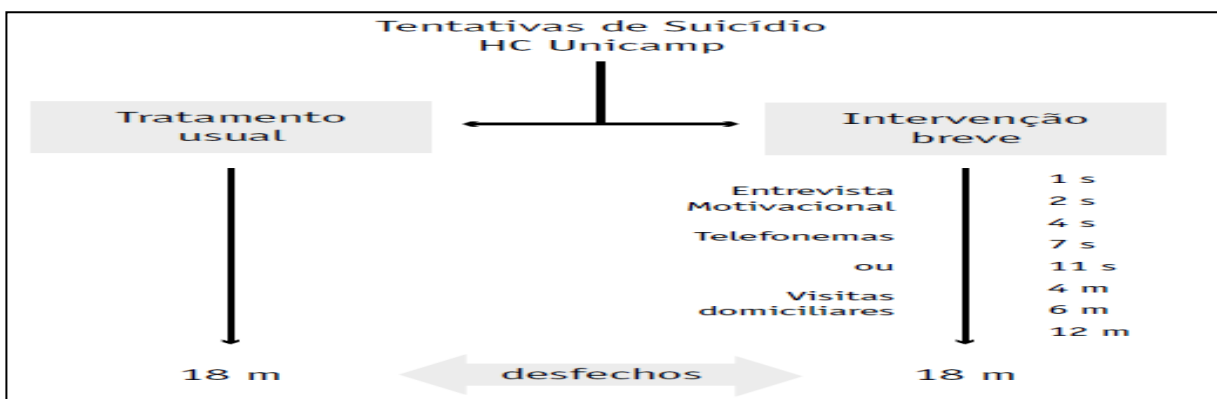 Tentativas de Suicídio
HC Unicamp
Tratamento
usual
Intervenção
breve
Entrevista
Motivacional
Telefonemas
ou
Visitas
domiciliares
1 s
2 s
4 s
7 s
11 s
4 m
6 m
12 m
18 m
desfechos
18 m